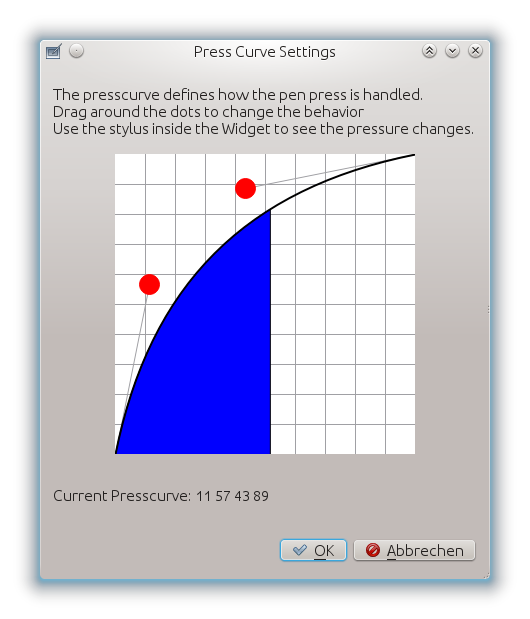 Press Curve Settings
The presscurve defines how the pen press is handled.
Drag around the dots to change the behavior
Use the stylus inside the Widget to see the pressure changes.
Current Presscurve: 11 57 43 89
OK
Abbrechen